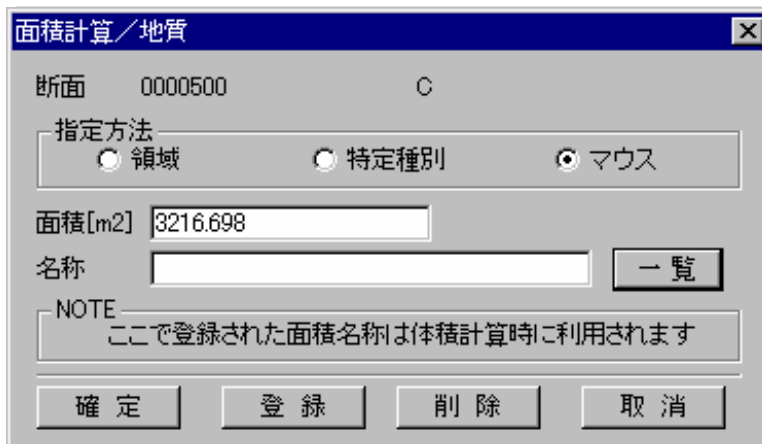 面積計算／地質
断面 0000500 C
指定方法
領域 特定種別 マウス
面積[m2] 3216.698
名称 一覧
NOTE
ここで登録された面積名称は体積計算時に利用されます
確定 登録 削除 取消